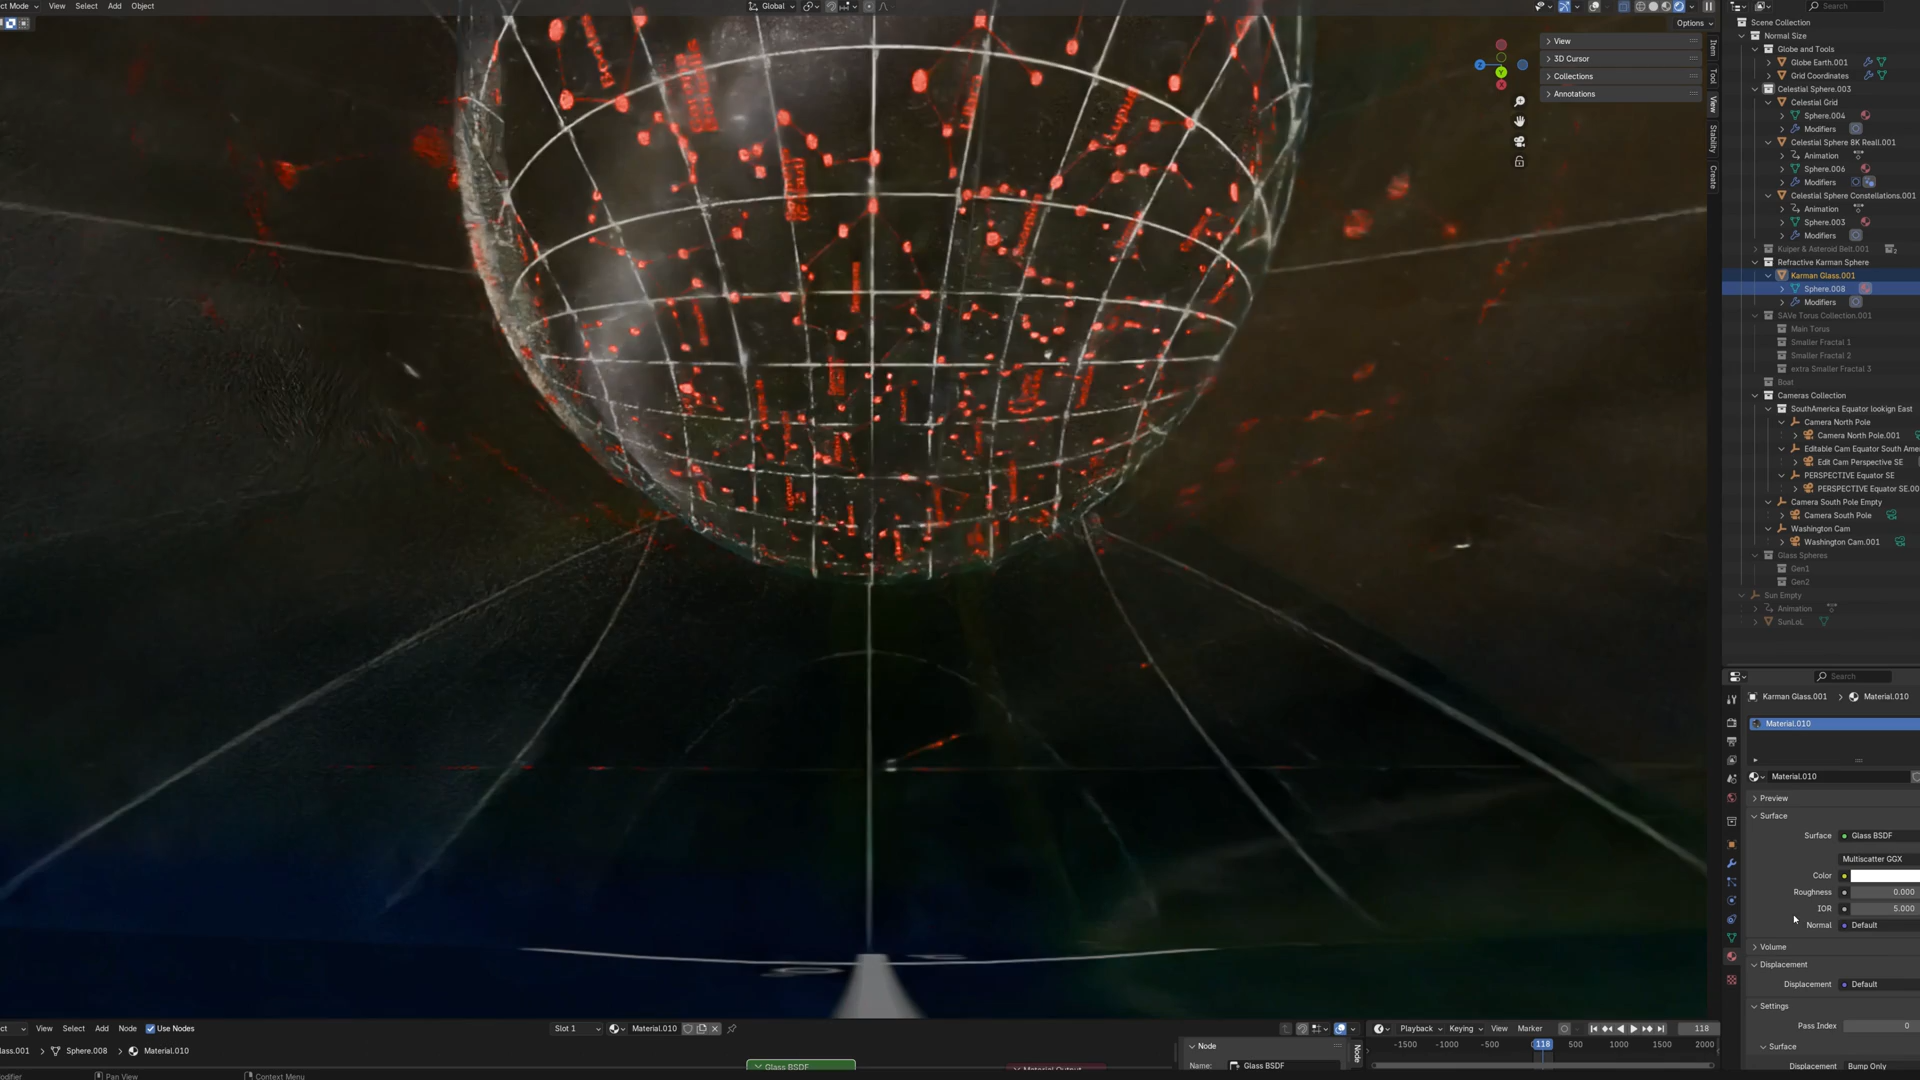 ct Mode View Select Add Object Global
Options
View
3D Cursor
Collections
Annotations
Item
Tool
View
Stability
Create
Search
Scene Collection
Normal Size
Globe and Tools
Globe Earth.001
Grid Coordinates
Celestial Sphere.003
Celestial Grid
Sphere.004
Modifiers
Celestial Sphere 8K Reall.001
Animation
Sphere.006
Modifiers
Celestial Sphere Constellations.001
Animation
Sphere.003
Modifiers
Kuiper & Asteroid Belt.001
Refractive Karman Sphere
Karman Glass.001
Sphere.008
Modifiers
SAVe Torus Collection.001
Main Torus
Smaller Fractal 1
Smaller Fractal 2
extra Smaller Fractal 3
Boat
Cameras Collection
SouthAmerica Equator lookign East
Camera North Pole
Camera North Pole.001
Editable Cam Equator South Ame
Edit Cam Perspective SE
PERSPECTIVE Equator SE
PERSPECTIVE Equator SE.00
Camera South Pole Empty
Camera South Pole
Washington Cam
Washington Cam.001
Glass Spheres
Gen1
Gen2
Sun Empty
Animation
SunLoL
Search
Karman Glass.001 > Material.010
Material.010
Material.010
Preview
Surface
Surface Glass BSDF
Multiscatter GGX
Color
Roughness 0.000
IOR 5.000
Normal Default
Volume
Displacement
Displacement Default
Settings
Pass Index 0
Surface
Displacement Bump Only
ct View Select Add Node Use Nodes Slot 1 Material.010 Playback Keying View Marker 118
lass.001 > Sphere.008 > Material.010
Node
Node
-1500 -1000 -500 118 500 1000 1500 2000
Glass BSDF
Material Output
Name: Glass BSDF
odifier Pan View Context Menu